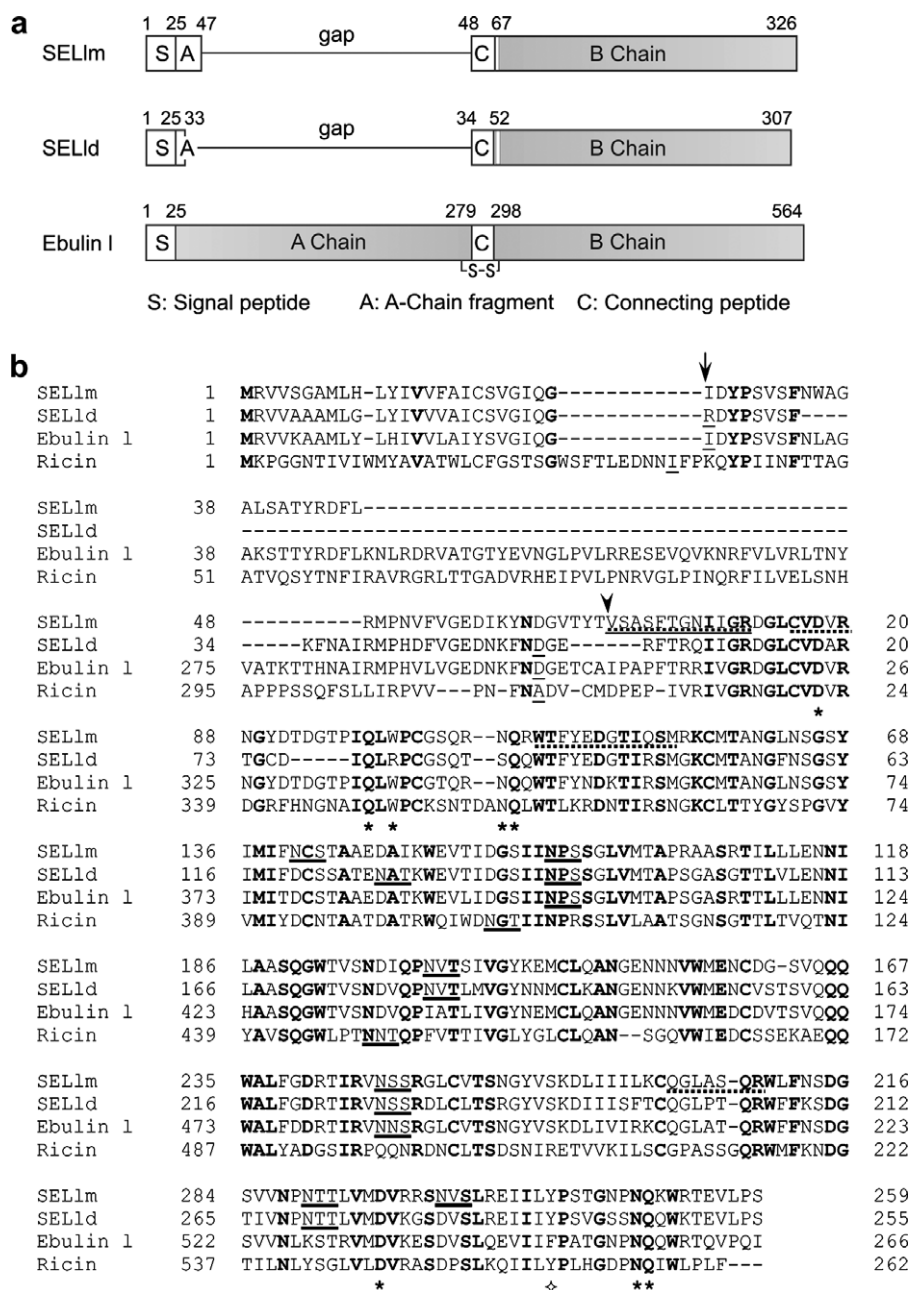 a
1 25 47 48 67 326
SELlm S A gap C B Chain
1 25 33 34 52 307
SELld S A gap C B Chain
1 25 279 298 564
Ebulin l S A Chain C B Chain
S-S
S: Signal peptide A: A-Chain fragment C: Connecting peptide
b
SELlm 1 MRVVSGAMLH-LYIVVFAICSVGIQG------------IDYPSVSFNWAG
SELld 1 MRVVAAAMLG-LYIVVVAICSVGIQG------------RDYPSVSF----
Ebulin l 1 MRVVKAAMLY-LHIVVLAIYSVGIQG------------IDYPSVSFNLAG
Ricin 1 MKPGGNTIVIWMYAVATWLCFGSTSGWSFTLEDNNIFPKQYPIINFTTAG
SELlm 38 ALSATYRDFL----------------------------------------
SELld --------------------------------------------------
Ebulin l 38 AKSTTYRDFLKNLRDRVATGTYEVNGLPVLRRESEVQVKNRFVLVRLTNY
Ricin 51 ATVQSYTNFIRAVRGRLTTGADVRHEIPVLPNRVGLPINQRFILVELSNH
SELlm 48 ----------RMPNVFVGEDIKYNDGVTYTVSASFTGNIIGRDGLCVDVR 20
SELld 34 -------KFNAIRMPHDFVGEDNKFNDGE---RFTRQIIGRDGLCVDAR 20
Ebulin l 275 VATKTTHNAIRMPHVLVGEDNKFNDGETCAIPAPFTRRIVGRDGLCVDVR 26
Ricin 295 APPPSSQFSLLIRPVV---PN-FNADV-CMDPEP-IVRIVGRNGLCVDVR 24
*
SELlm 88 NGYDTDGTPIQLWPCGSQR--NQRWTFYEDGTIQSNRKCMTANGLNSGSY 68
SELld 73 TGCD-----IQLRPCGSQR--TSQQWTFYEDGTIRSMGKCMTANGLNSGSY 63
Ebulin l 325 NGYDTDGTPIQLWPCGTQR--NQQWTFYNDKTIRSMGKCMTANGLNSGSY 74
Ricin 339 DGRFHNGNAIQLWPCKSNTDANQLWTLKRDNTIRSNGKCLTTYGYSPGVY 74
* * **
SELlm 136 IMIFNCSTAAEDAIKWEVTIDGSIINPSSGLVMTAPRAASRTILLLENNI 118
SELld 116 IMIFDCSSATENATKWEVTIDGSIINPSSGLVMTAPSGASGTTLLLENNI 113
Ebulin l 373 IMITDCSTAAEDATKWEVLIDGSIINPSSGLVMTAPSGASRTTLLLENNI 124
Ricin 389 VMIYDCNTAATDATRWQIWDNGTIINPRSSLVLAATSGNSGTTLTVQTNI 124
SELlm 186 LAASQGWTVSNDIQPNVTSIVGYKEMCLQANGENNNVWMENCDG-SVQQQ 167
SELld 166 LAASQGWTVSNDVQPNVTLMVGYNNMCLKANGENNKVWMENCVSTSVQQQ 163
Ebulin l 423 HAASQGWTVSNDVQPIATLIVGYNEMCLQANGENNNVWMEDCDVTSVQQQ 174
Ricin 439 YAVSQGWLPTNNTQPFVTTIVGLYGLCLQAN--SGQVWIEDCSSEKAEQQ 172
SELlm 235 WALFGDRTIRVNSSRGLCVTSNGYVSKDLIIILKCQGLAS-QRWLFNSDG 216
SELld 216 WALFGDRTIRVNSSRDLCLTSRGYVSKDIIISFTCQGLPT-QRWFFKSDG 212
Ebulin l 473 WALFDDRTIRVNNSRGLCVTSNGYVSKDLIVIRKCQGLAT-QRWFFNSDG 223
Ricin 487 WALYADGSIRPQQNRDNCLTSDSNIRETVVKILSCGPASSGQRWMFKNDG 222
SELlm 284 SVVNPNTTLVMDVRRSNVSLREIILYPSTGNPNQKWRTEVLPS 259
SELld 265 TIVNPNTTLVMDVKGSDVSLREIILYPSVGSSNQQWKTEVLPS 255
Ebulin l 522 SVVNLKSTRVMDVKESDVSLQEVIIFPATGNPNQQWRTQVPQI 266
Ricin 537 TILNLYSGLVLDVRASDPSLKQIILYPLHGDPNQIWLPLF--- 262
* ✧ **